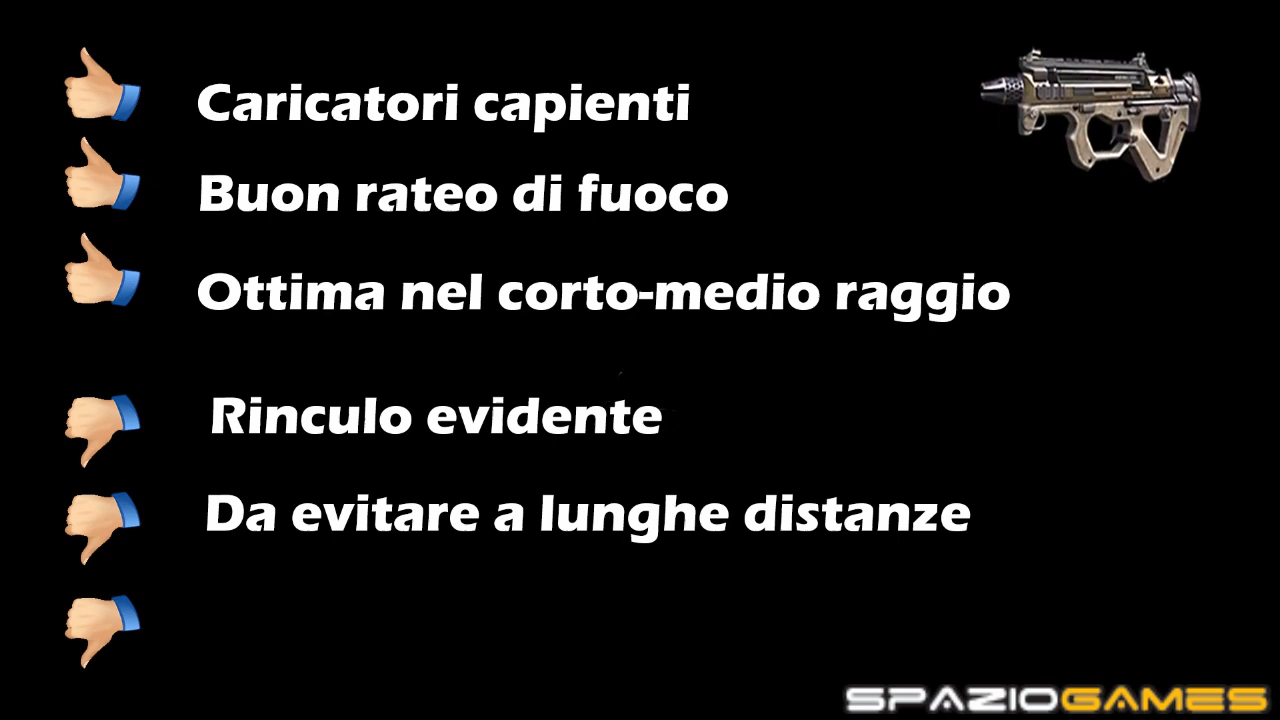 Caricatori capienti
Buon rateo di fuoco
Ottima nel corto-medio raggio
Rinculo evidente
Da evitare a lunghe distanze
SPAZIOGAMES